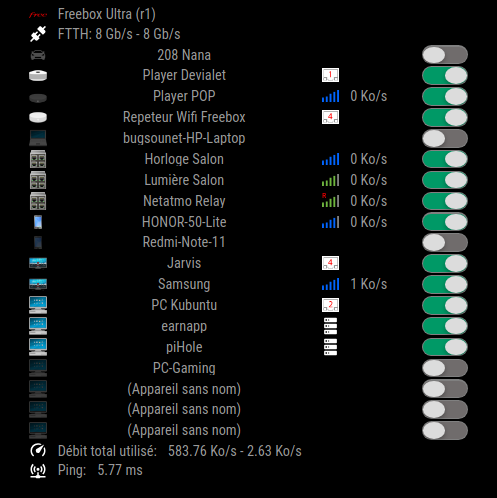 Freebox Ultra (r1)
FTTH: 8 Gb/s - 8 Gb/s
208 Nana
Player Devialet 1
Player POP 0 Ko/s
Repeteur Wifi Freebox 4
bugsounet-HP-Laptop
Horloge Salon 0 Ko/s
Lumière Salon 0 Ko/s
Netatmo Relay R 0 Ko/s
HONOR-50-Lite 0 Ko/s
Redmi-Note-11
Jarvis 4
Samsung 1 Ko/s
PC Kubuntu 2
earnapp
piHole
PC-Gaming
(Appareil sans nom)
(Appareil sans nom)
(Appareil sans nom)
Débit total utilisé: 583.76 Ko/s - 2.63 Ko/s
Ping: 5.77 ms